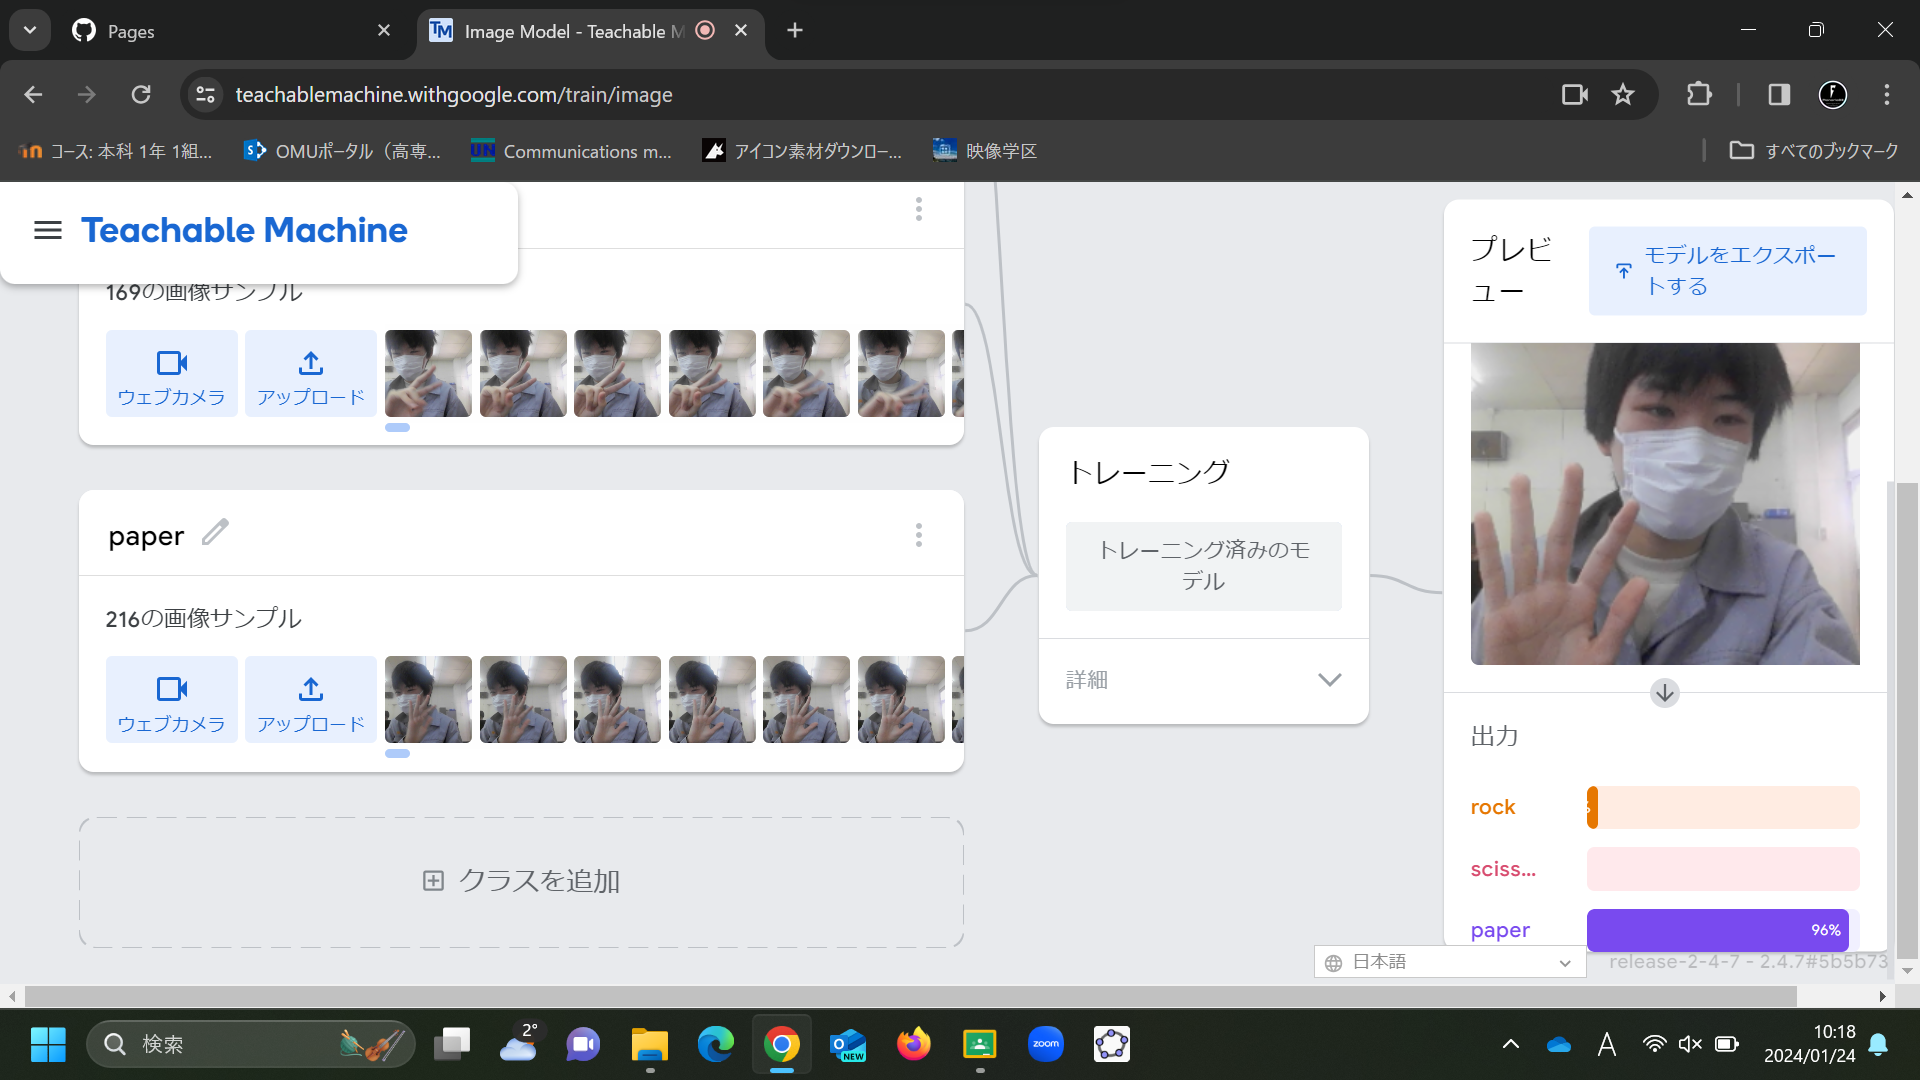 Pages
Image Model - Teachable M
teachablemachine.withgoogle.com/train/image
コース: 本科 1年 1組...
OMUポータル（高専...
Communications m...
アイコン素材ダウンロー...
映像学区
すべてのブックマーク
Teachable Machine
169の画像サンプル
ウェブカメラ
アップロード
paper
216の画像サンプル
ウェブカメラ
アップロード
クラスを追加
トレーニング
トレーニング済みのモ
デル
詳細
プレビ
ュー
モデルをエクスポー
トする
出力
rock
sciss...
paper
96%
日本語
release-2-4-7 - 2.4.7#5b5b73
検索
2°
NEW
zoom
A
10:18
2024/01/24